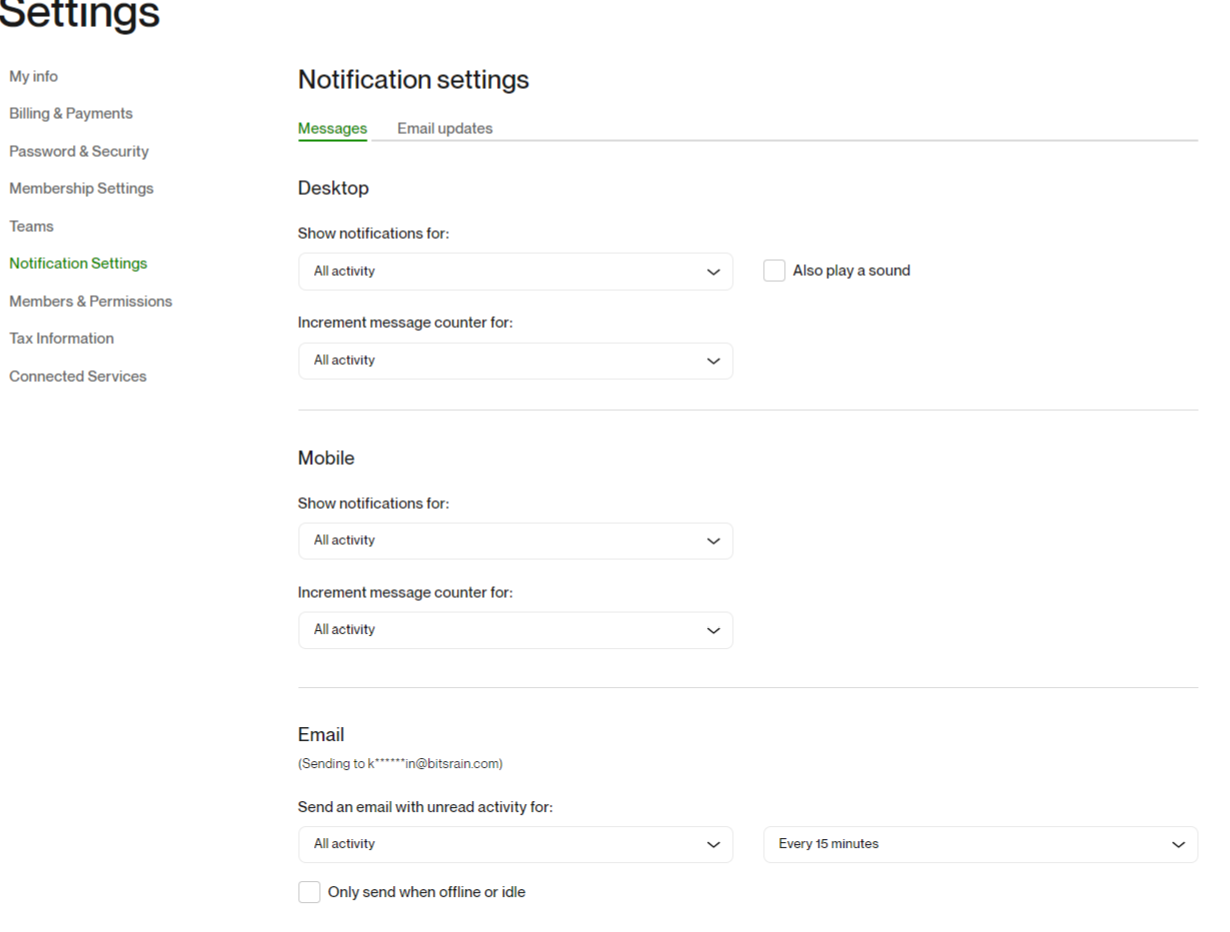 Settings
My info
Billing & Payments
Password & Security
Membership Settings
Teams
Notification Settings
Members & Permissions
Tax Information
Connected Services
Notification settings
Messages Email updates
Desktop
Show notifications for:
All activity Also play a sound
Increment message counter for:
All activity
Mobile
Show notifications for:
All activity
Increment message counter for:
All activity
Email
(Sending to k******in@bitsrain.com)
Send an email with unread activity for:
All activity Every 15 minutes
Only send when offline or idle